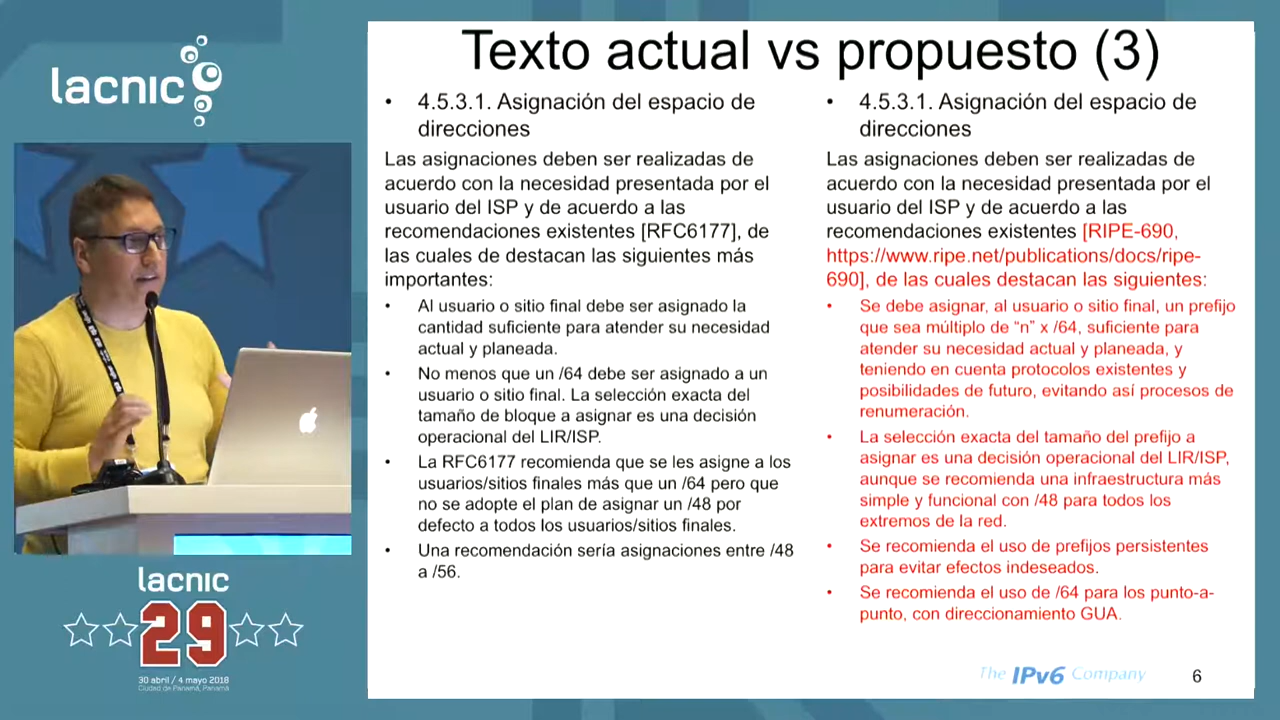 lacnic
Texto actual vs propuesto (3)
• 4.5.3.1. Asignación del espacio de
direcciones
Las asignaciones deben ser realizadas de
acuerdo con la necesidad presentada por el
usuario del ISP y de acuerdo a las
recomendaciones existentes [RFC6177], de
las cuales de destacan las siguientes más
importantes:
• Al usuario o sitio final debe ser asignado la
cantidad suficiente para atender su necesidad
actual y planeada.
• No menos que un /64 debe ser asignado a un
usuario o sitio final. La selección exacta del
tamaño de bloque a asignar es una decisión
operacional del LIR/ISP.
• La RFC6177 recomienda que se les asigne a los
usuarios/sitios finales más que un /64 pero que
no se adopte el plan de asignar un /48 por
defecto a todos los usuarios/sitios finales.
• Una recomendación sería asignaciones entre /48
a /56.
• 4.5.3.1. Asignación del espacio de
direcciones
Las asignaciones deben ser realizadas de
acuerdo con la necesidad presentada por el
usuario del ISP y de acuerdo a las
recomendaciones existentes [RIPE-690,
https://www.ripe.net/publications/docs/ripe-
690], de las cuales destacan las siguientes:
• Se debe asignar, al usuario o sitio final, un prefijo
que sea múltiplo de “n” x /64, suficiente para
atender su necesidad actual y planeada, y
teniendo en cuenta protocolos existentes y
posibilidades de futuro, evitando así procesos de
renumeración.
• La selección exacta del tamaño del prefijo a
asignar es una decisión operacional del LIR/ISP,
aunque se recomienda una infraestructura más
simple y funcional con /48 para todos los
extremos de la red.
• Se recomienda el uso de prefijos persistentes
para evitar efectos indeseados.
• Se recomienda el uso de /64 para los punto-a-
punto, con direccionamiento GUA.
The IPv6 Company
6
lacnic
29
30 abril / 4 mayo 2018
Ciudad de Panamá, Panamá